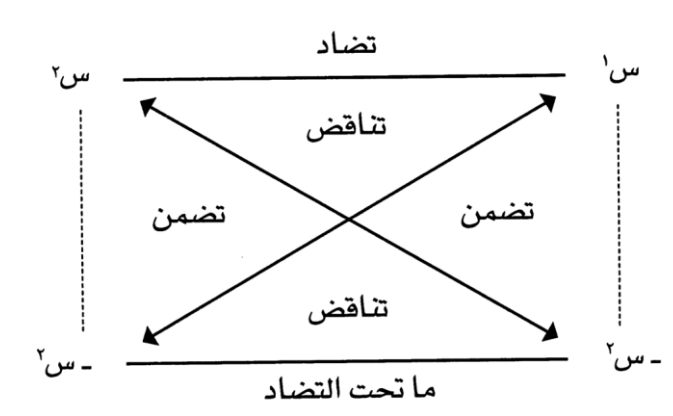 تضاد
س١ س٢
تناقض
تضمن تضمن
تناقض
ـ س٢ ـ س٢
ما تحت التضاد